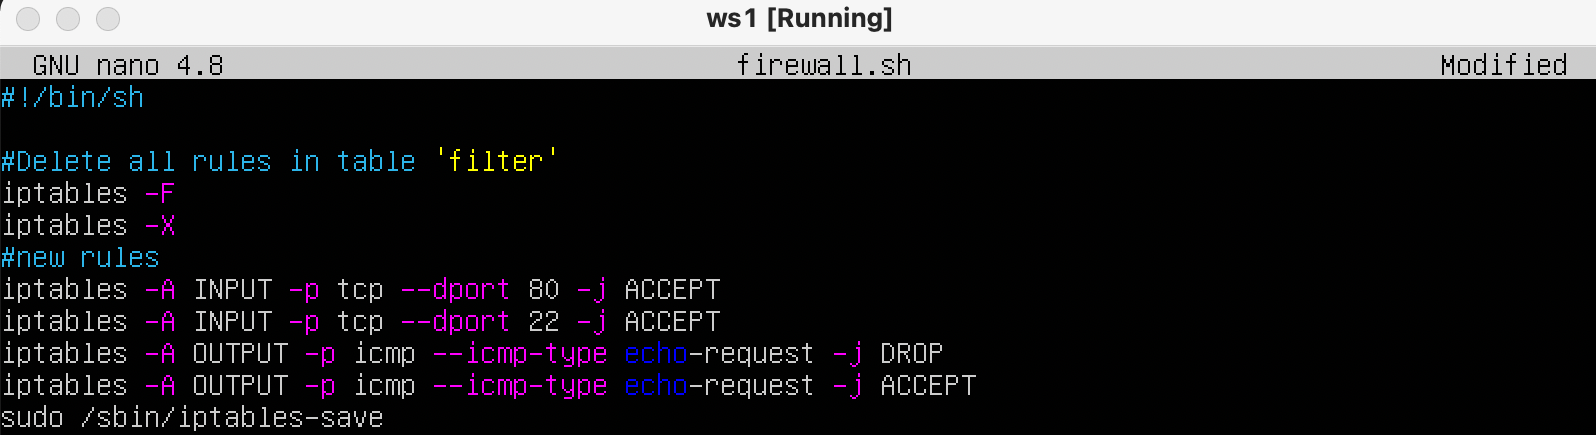 ws1 [Running]
GNU nano 4.8 firewall.sh Modified
#!/bin/sh
#Delete all rules in table 'filter'
iptables -F
iptables -X
#new rules
iptables -A INPUT -p tcp --dport 80 -j ACCEPT
iptables -A INPUT -p tcp --dport 22 -j ACCEPT
iptables -A OUTPUT -p icmp --icmp-type echo-request -j DROP
iptables -A OUTPUT -p icmp --icmp-type echo-request -j ACCEPT
sudo /sbin/iptables-save